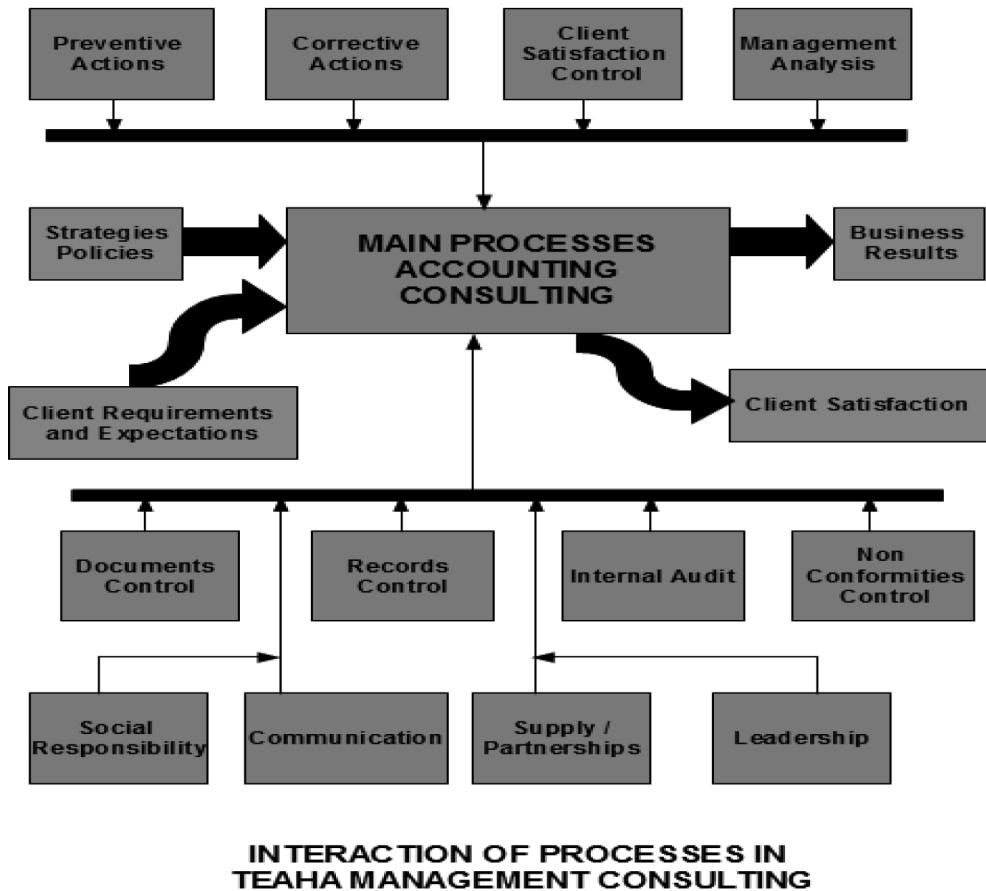 Preventive
Actions
Corrective
Actions
Client
Satisfaction
Control
Management
Analysis
Strategies
Policies
MAIN PROCESSES
ACCOUNTING
CONSULTING
Business
Results
Client Requirements
and Expectations
Client Satisfaction
Documents
Control
Records
Control
Internal Audit
Non
Conformities
Control
Social
Responsibility
Communication
Supply /
Partnerships
Leadership
INTERACTION OF PROCESSES IN
TEAHA MANAGEMENT CONSULTING